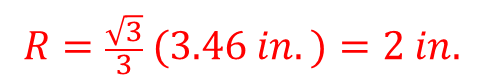 R = √3/3 (3.46 in.) = 2 in.